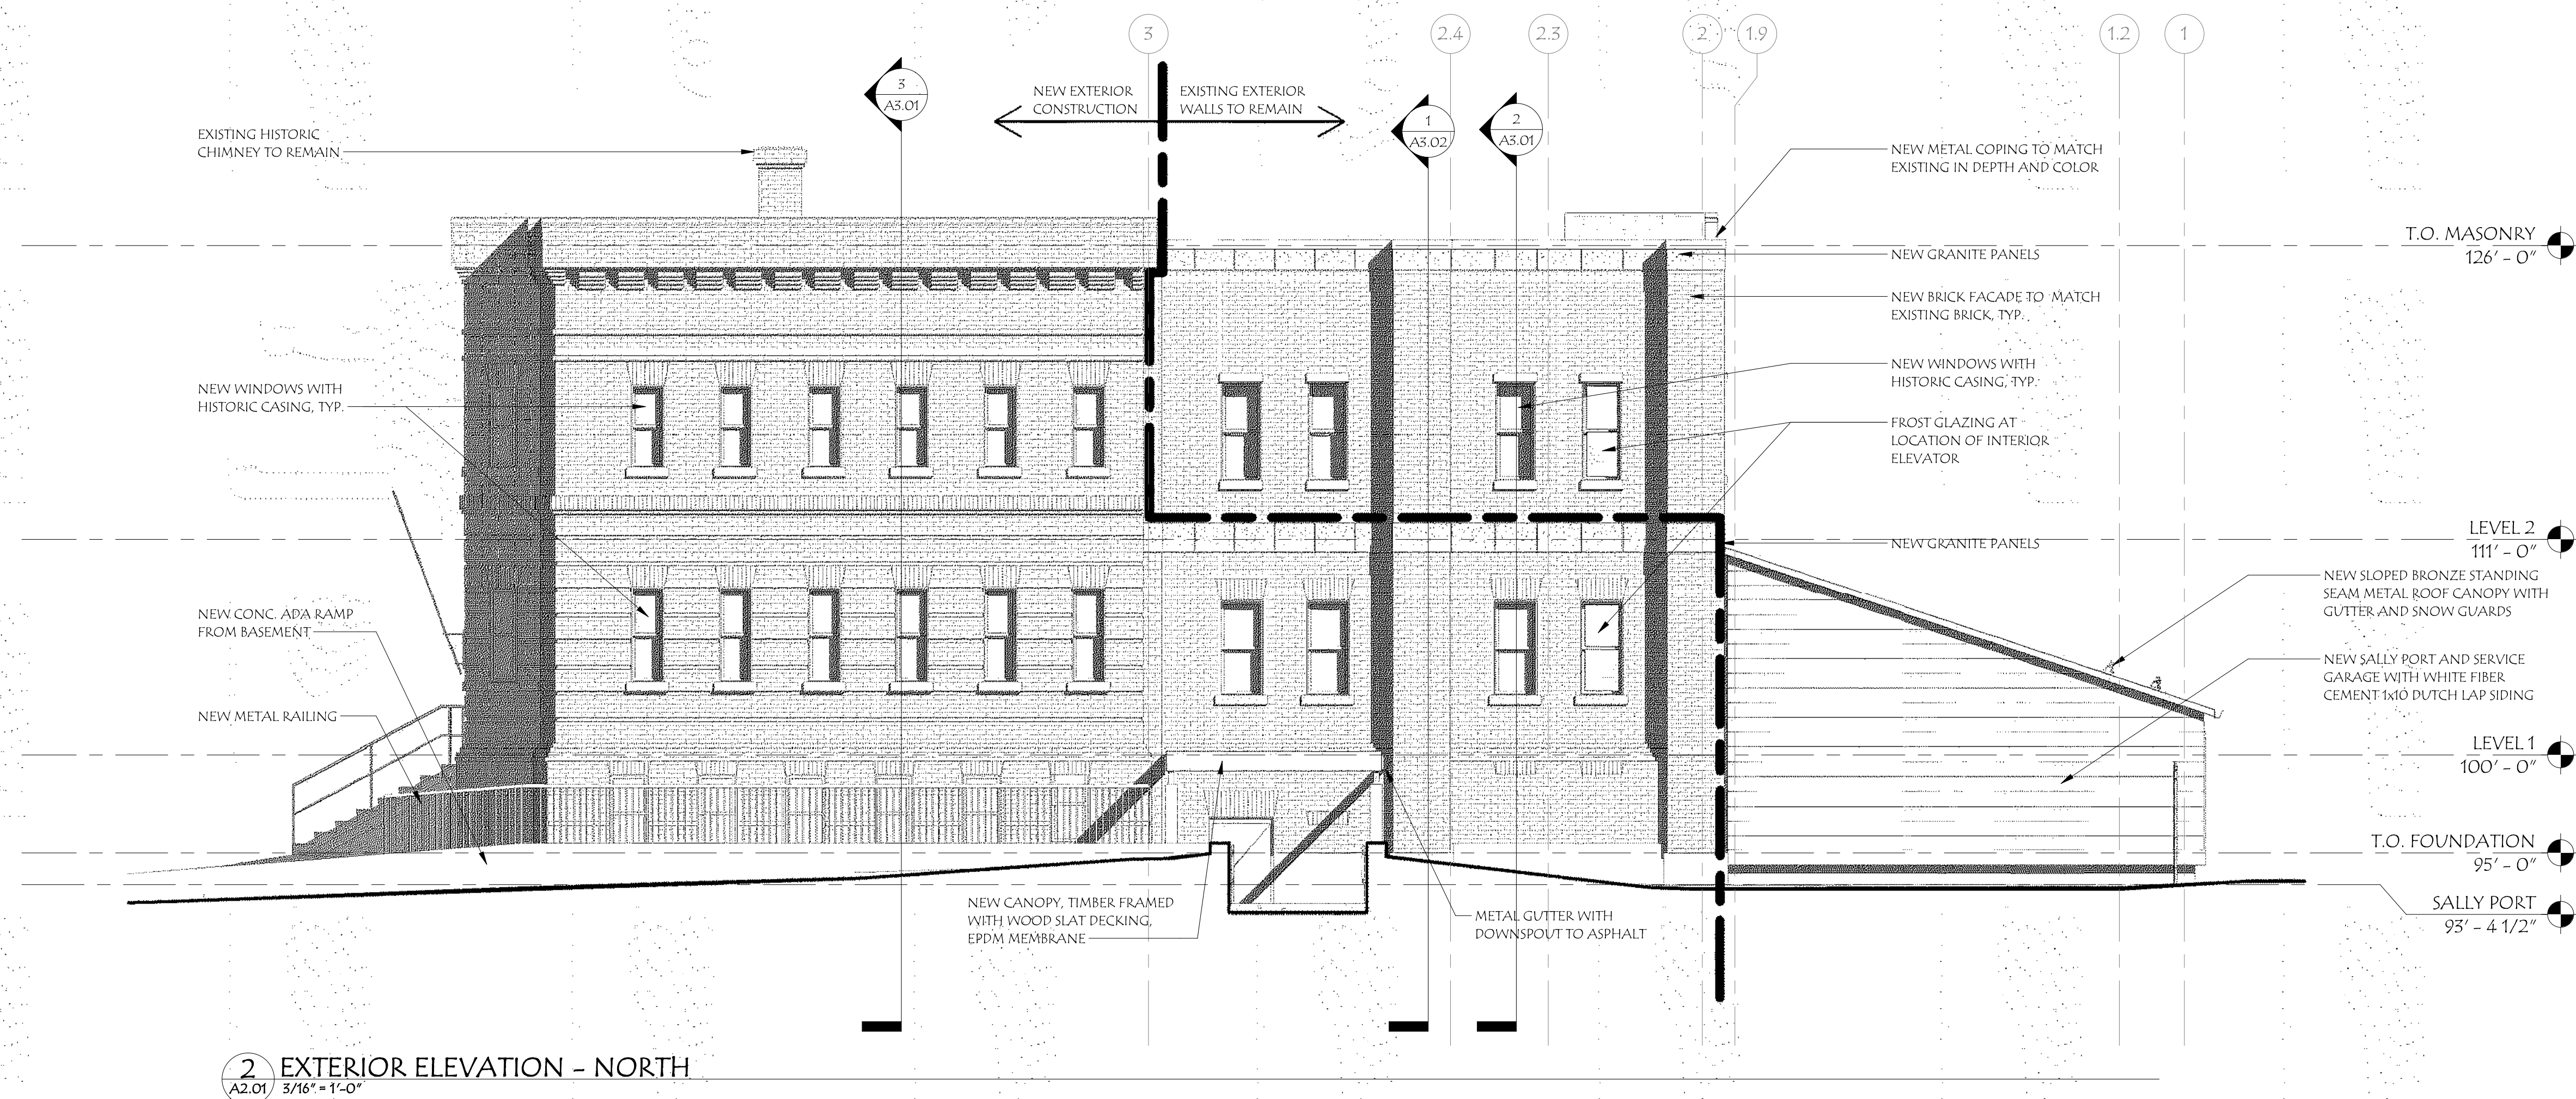 3
2.4
2.3
2
1.9
1.2
1
3
A3.01
NEW EXTERIOR
CONSTRUCTION
EXISTING EXTERIOR
WALLS TO REMAIN
1
A3.02
2
A3.01
EXISTING HISTORIC
CHIMNEY TO REMAIN
NEW METAL COPING TO MATCH
EXISTING IN DEPTH AND COLOR
T.O. MASONRY
126' - 0"
NEW GRANITE PANELS
NEW BRICK FACADE TO MATCH
EXISTING BRICK, TYP.
NEW WINDOWS WITH
HISTORIC CASING, TYP.
NEW WINDOWS WITH
HISTORIC CASING, TYP.
FROST GLAZING AT
LOCATION OF INTERIOR
ELEVATOR
LEVEL 2
111' - 0"
NEW GRANITE PANELS
NEW SLOPED BRONZE STANDING
SEAM METAL ROOF CANOPY WITH
GUTTER AND SNOW GUARDS
NEW CONC. ADA RAMP
FROM BASEMENT
NEW SALLY PORT AND SERVICE
GARAGE WITH WHITE FIBER
CEMENT 1x10 DUTCH LAP SIDING
NEW METAL RAILING
LEVEL 1
100' - 0"
T.O. FOUNDATION
95' - 0"
NEW CANOPY, TIMBER FRAMED
WITH WOOD SLAT DECKING,
EPDM MEMBRANE
METAL GUTTER WITH
DOWNSPOUT TO ASPHALT
SALLY PORT
93' - 4 1/2"
2
A2.01
EXTERIOR ELEVATION - NORTH
3/16" = 1'-0"